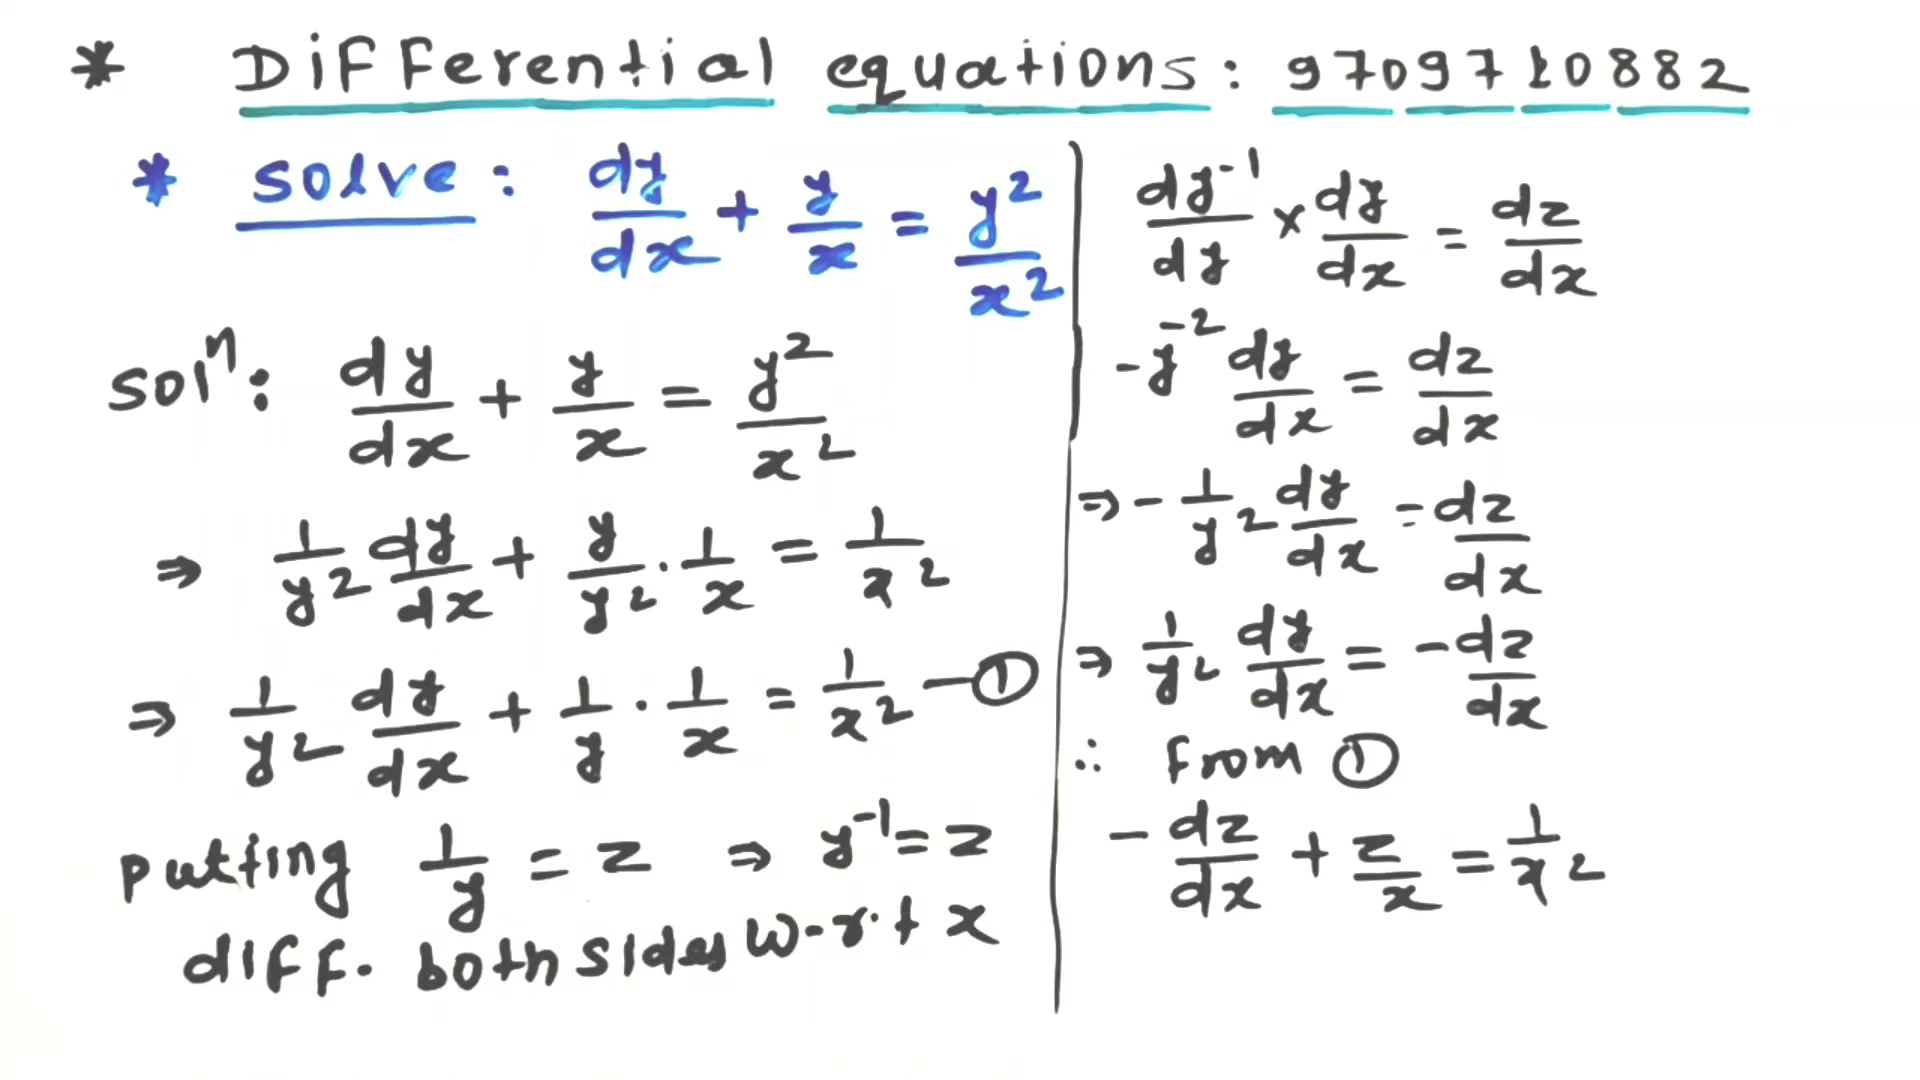 * Differential equations: 9709710882
* solve: dy/dx + y/x = y²/x²
Solⁿ: dy/dx + y/x = y²/x²
⇒ 1/y² dy/dx + y/y² · 1/x = 1/x²
⇒ 1/y² dy/dx + 1/y · 1/x = 1/x² — ①
putting 1/y = z ⇒ y⁻¹ = z
diff. both sides w.r.t x
dy⁻¹/dy × dy/dx = dz/dx
-y⁻² dy/dx = dz/dx
⇒ - 1/y² dy/dx = dz/dx
⇒ 1/y² dy/dx = - dz/dx
∴ From ①
- dz/dx + z/x = 1/x²